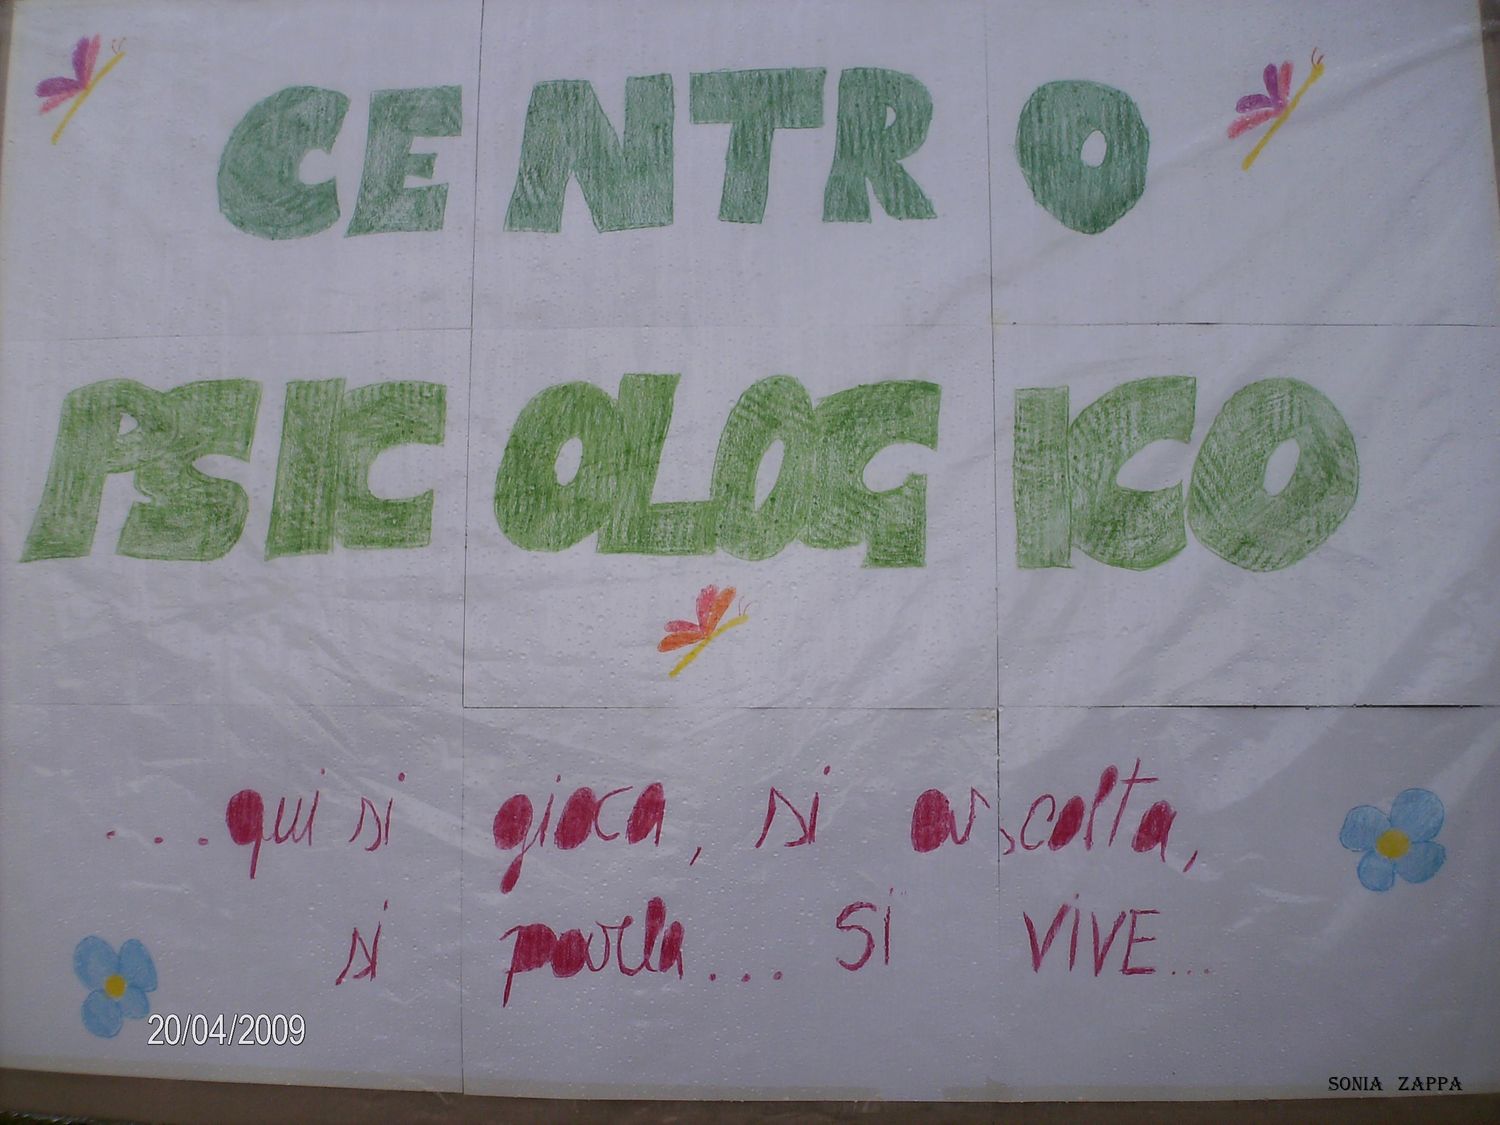 CENTRO
PSICOLOGICO
...qui si gioca, si ascolta,
si parla... Si ViVE...
20/04/2009
SONIA ZAPPA